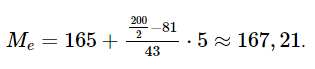 $M_e = 165 + \frac{\frac{200}{2} - 81}{43} \cdot 5 \approx 167,21.$